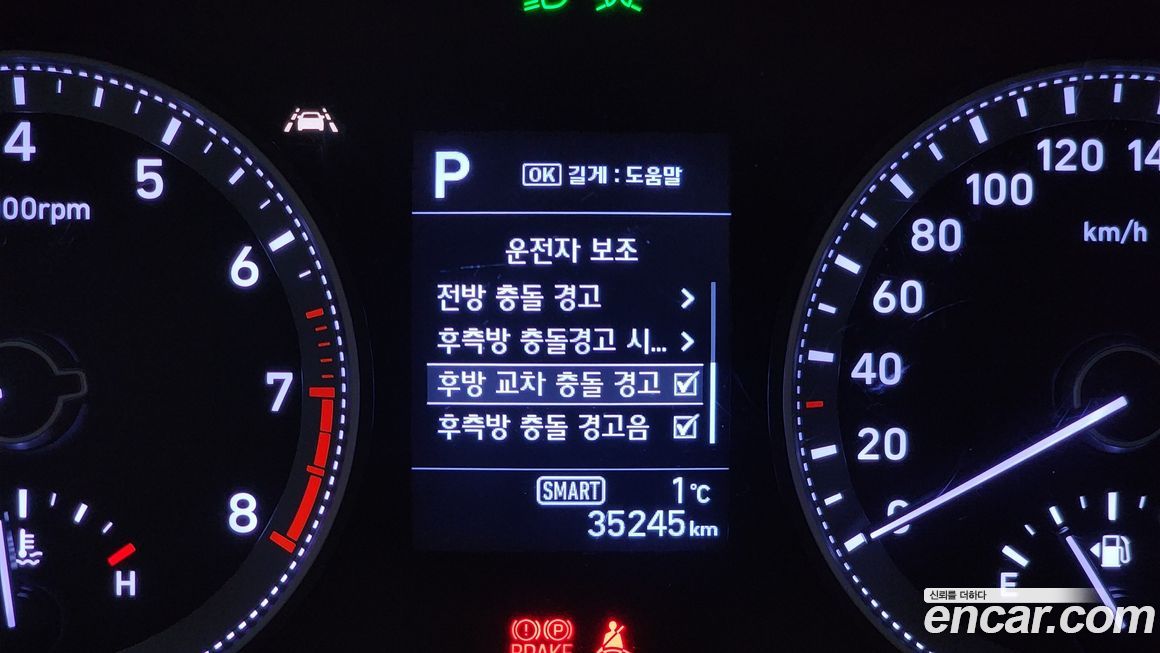 4
5
6
7
8
00rpm
H
P
OK 길게 : 도움말
운전자 보조
전방 충돌 경고
후측방 충돌경고 시...
후방 교차 충돌 경고
후측방 충돌 경고음
SMART 1℃
35245km
(P)
BRAKE
0
20
40
60
80
100
120
14
km/h
E
신뢰를 더하다
encar.com